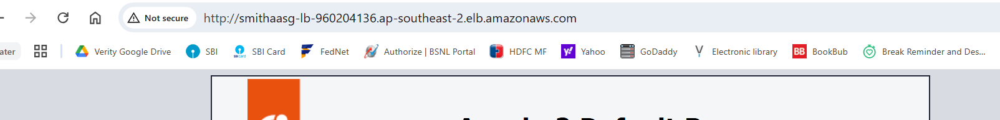 Not secure http://smithaasg-lb-960204136.ap-southeast-2.elb.amazonaws.com
ater Verity Google Drive SBI SBI Card FedNet Authorize | BSNL Portal HDFC MF Yahoo GoDaddy Electronic library BB BookBub Break Reminder and Des...